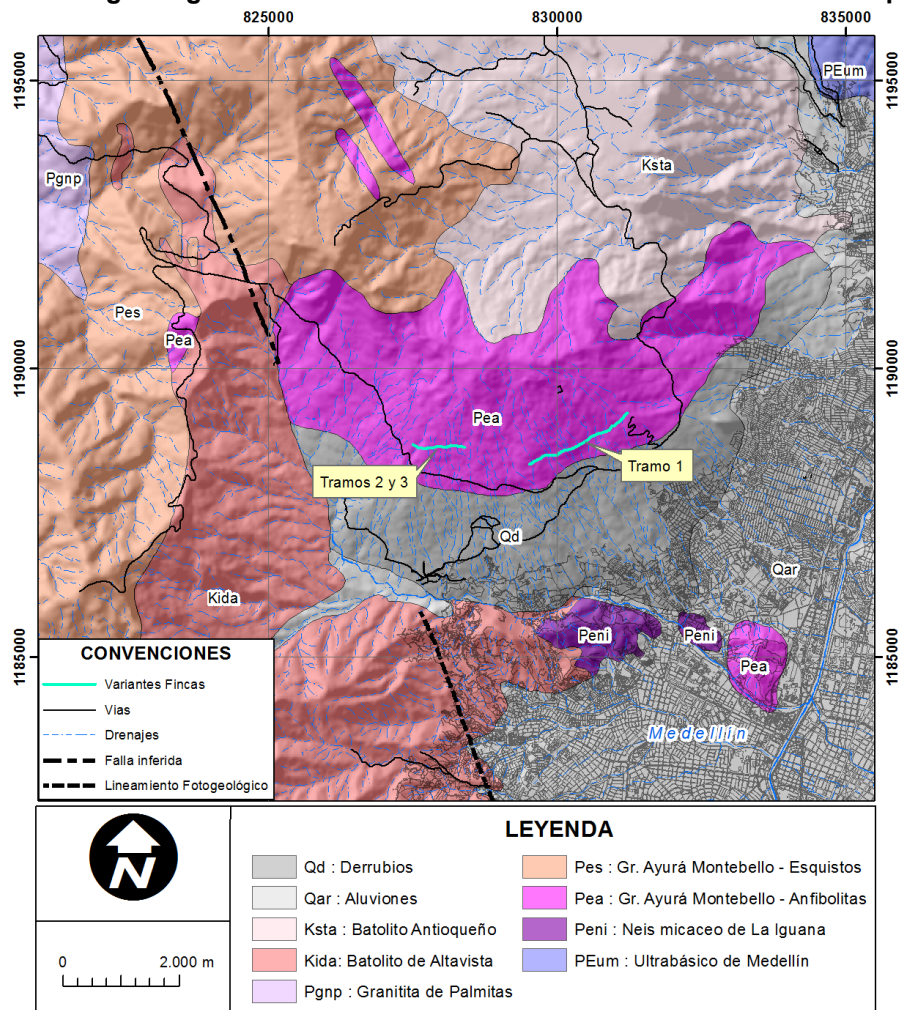 825000 830000 835000
1195000 1195000
PEum
Ksta
Pgnp
Pes
Pea
1190000 1190000
Pea
Tramo 1
Tramos 2 y 3
Qd
Qar
Kida
Peni
Peni
Pea
1185000 1185000
Medellín
CONVENCIONES
Variantes Fincas
Vias
Drenajes
Falla inferida
Lineamiento Fotogeológico
N
0 2.000 m
LEYENDA
Qd : Derrubios
Qar : Aluviones
Ksta : Batolito Antioqueño
Kida: Batolito de Altavista
Pgnp : Granitita de Palmitas
Pes : Gr. Ayurá Montebello - Esquistos
Pea : Gr. Ayurá Montebello - Anfibolitas
Peni : Neis micaceo de La Iguana
PEum : Ultrabásico de Medellín